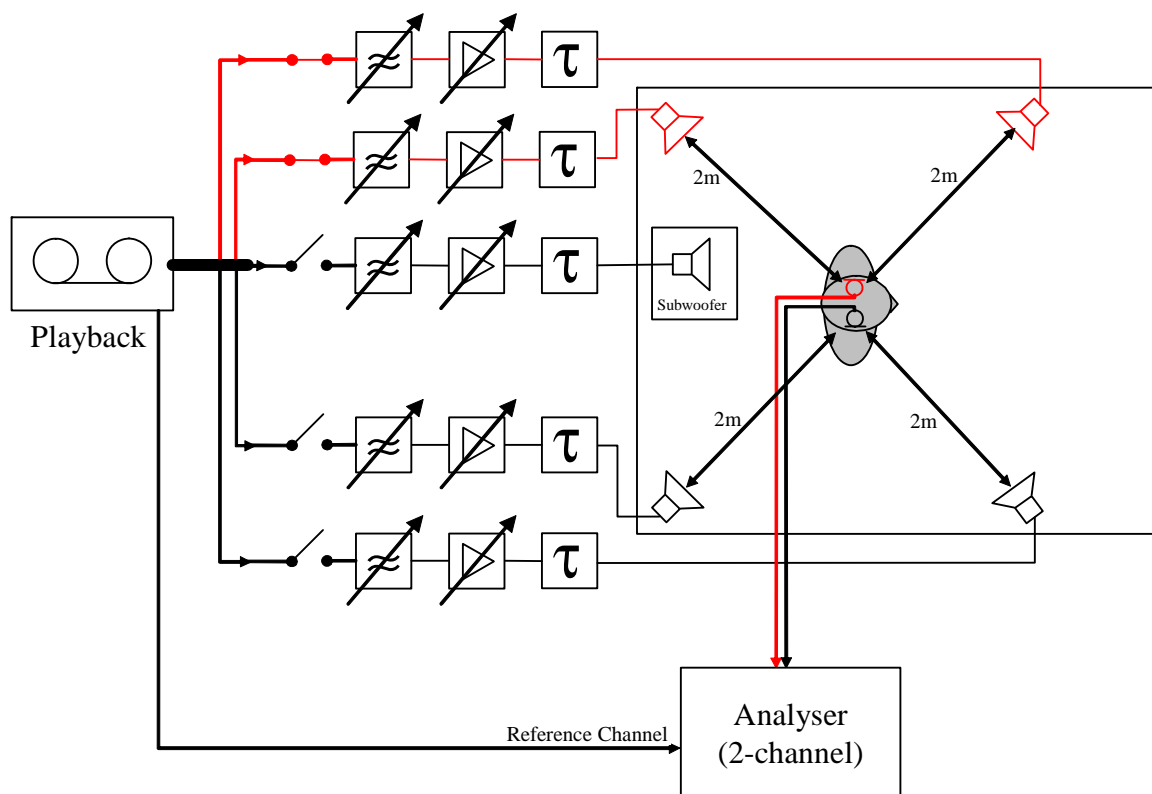 τ
τ
2m
2m
τ
Subwoofer
Playback
2m
2m
τ
τ
Analyser
(2-channel)
Reference Channel